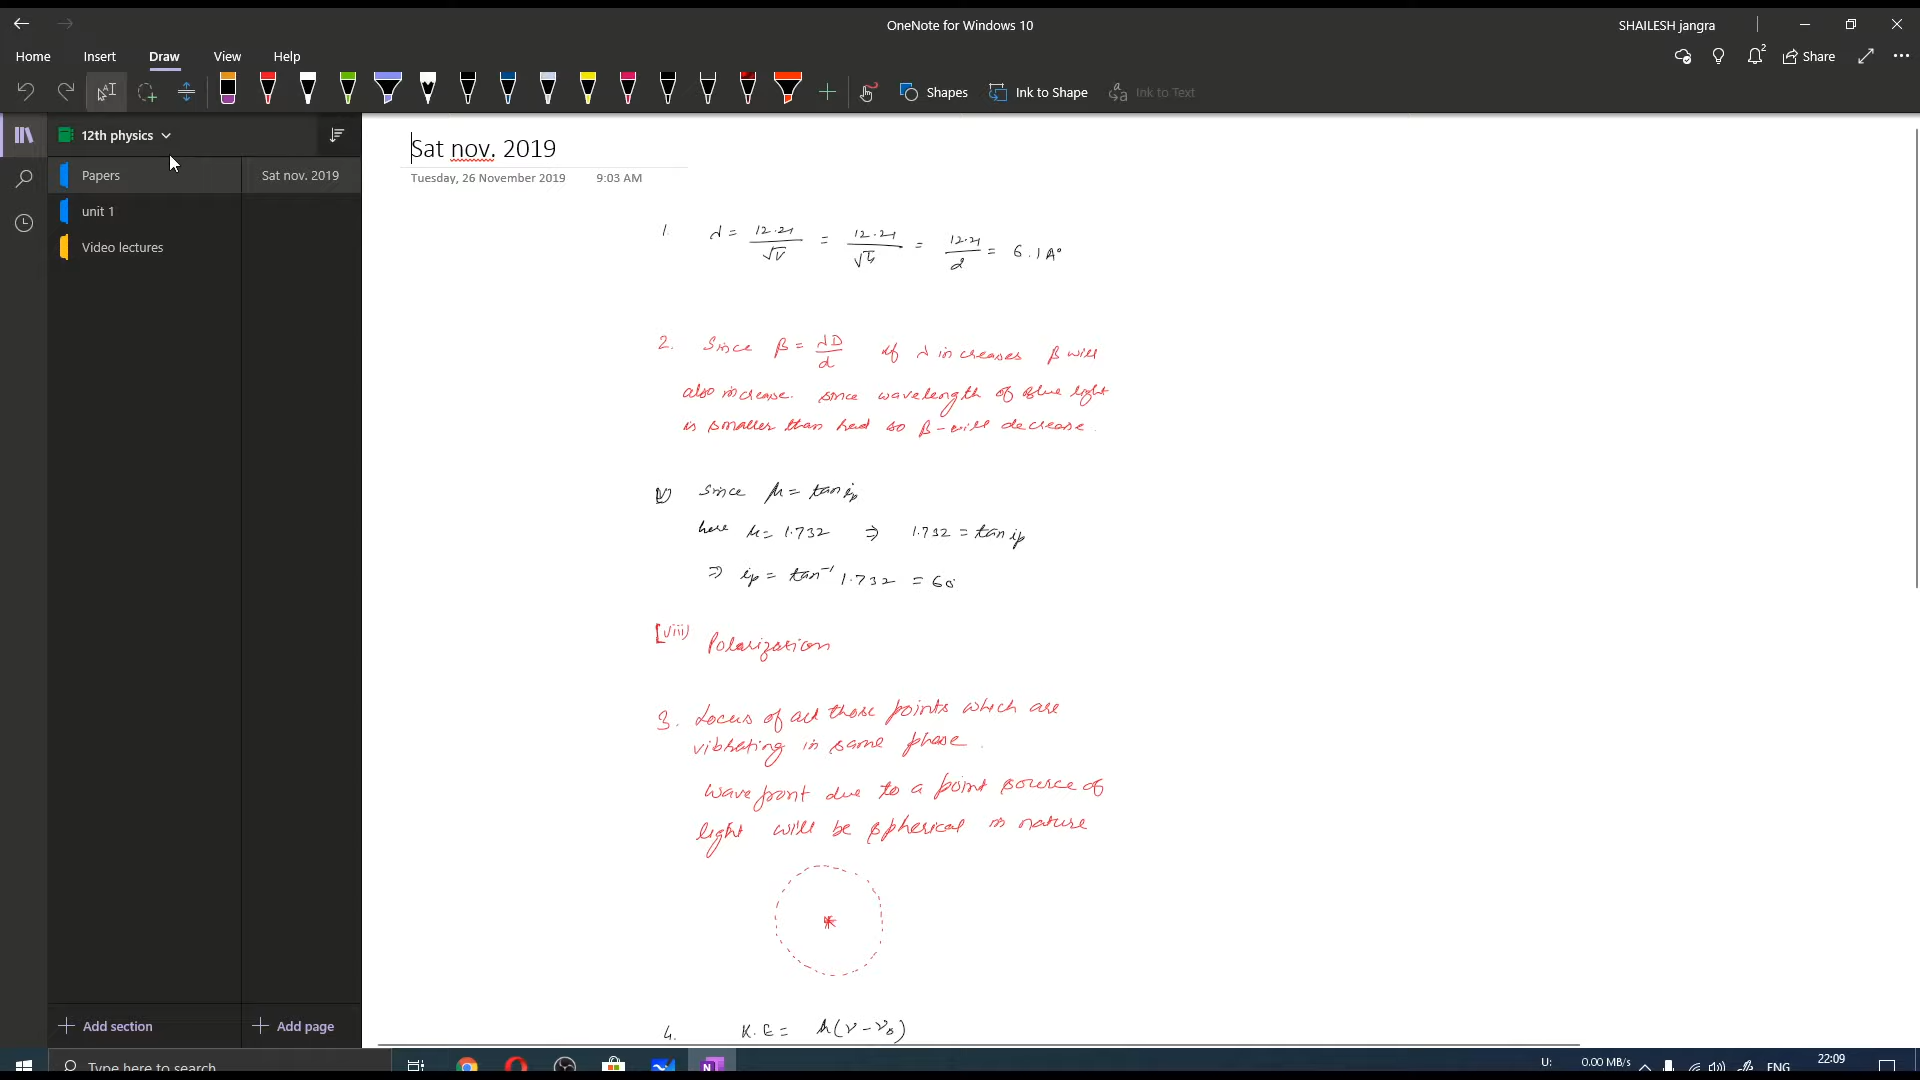 OneNote for Windows 10
SHAILESH jangra
Home Insert Draw View Help
2
Share
Shapes
Ink to Shape
Ink to Text
12th physics
Papers
unit 1
Video lectures
Sat nov. 2019
Sat nov. 2019
Tuesday, 26 November 2019 9:03 AM
1. λ = 12.27/√V = 12.27/√4 = 12.27/2 = 6.1A°
2. Since β = λD/d if λ increases β will
also increase. since wavelength of blue light
is smaller than red so β-will decrease.
V) Since μ = tan ip
here μ = 1.732 ⇒ 1.732 = tan ip
⇒ ip = tan⁻¹ 1.732 = 60°
(viii) Polarization
3. Locus of all those points which are
vibrating in same phase.
wavefront due to a point source of
light will be spherical in nature
4. K.E = h(ν-ν₀)
Add section
Add page
Type here to search
U: 0.00 MB/s
ENG
22:09